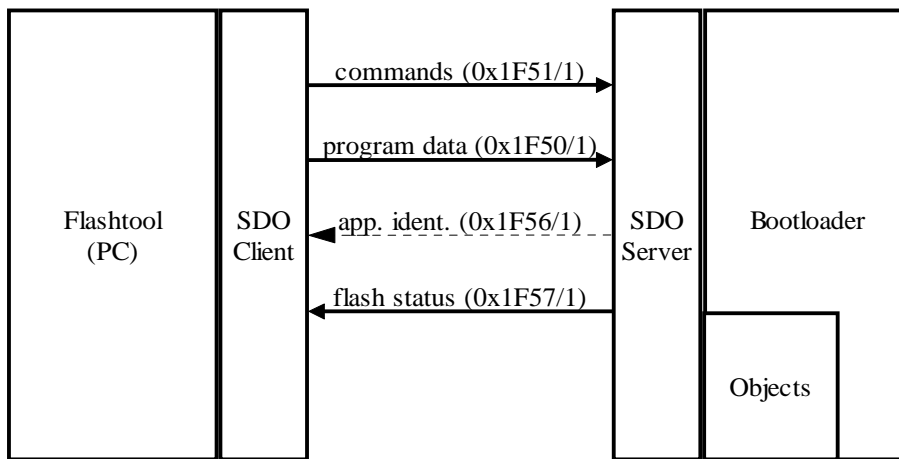 commands (0x1F51/1)
program data (0x1F50/1)
Flashtool
(PC)
SDO
Client
app. ident. (0x1F56/1)
SDO
Server
Bootloader
flash status (0x1F57/1)
Objects